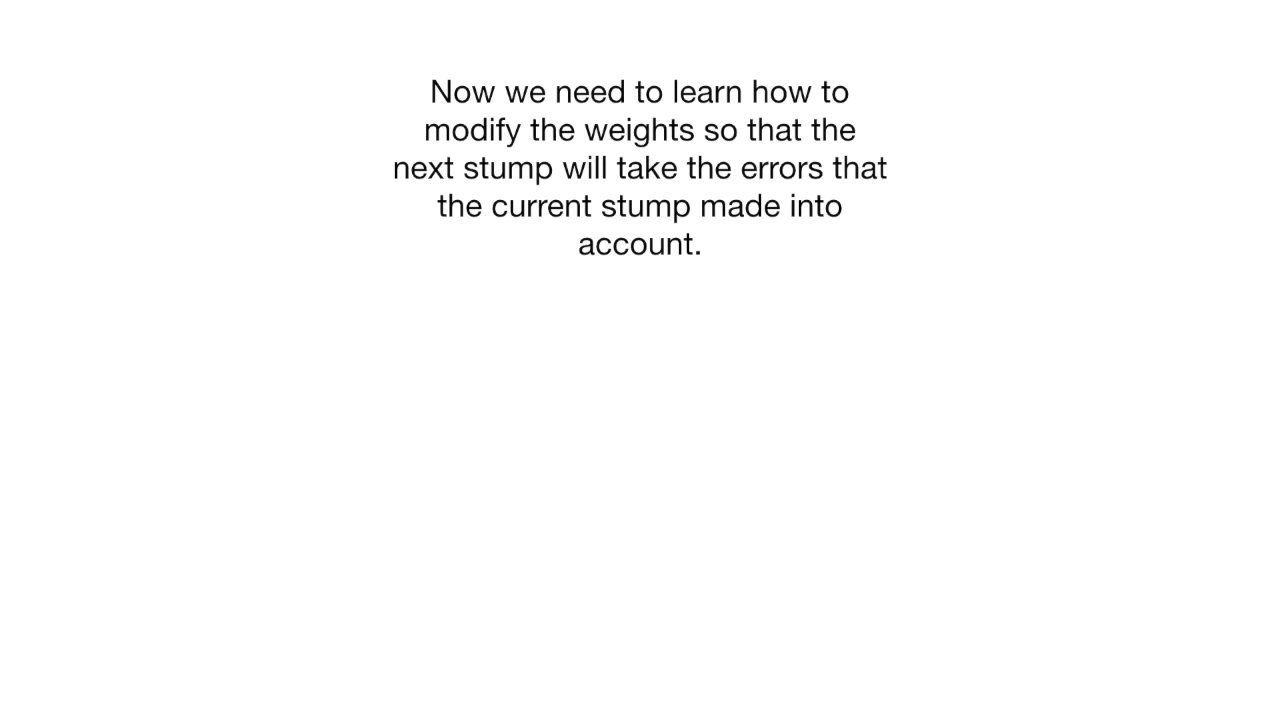 Now we need to learn how to
modify the weights so that the
next stump will take the errors that
the current stump made into
account.